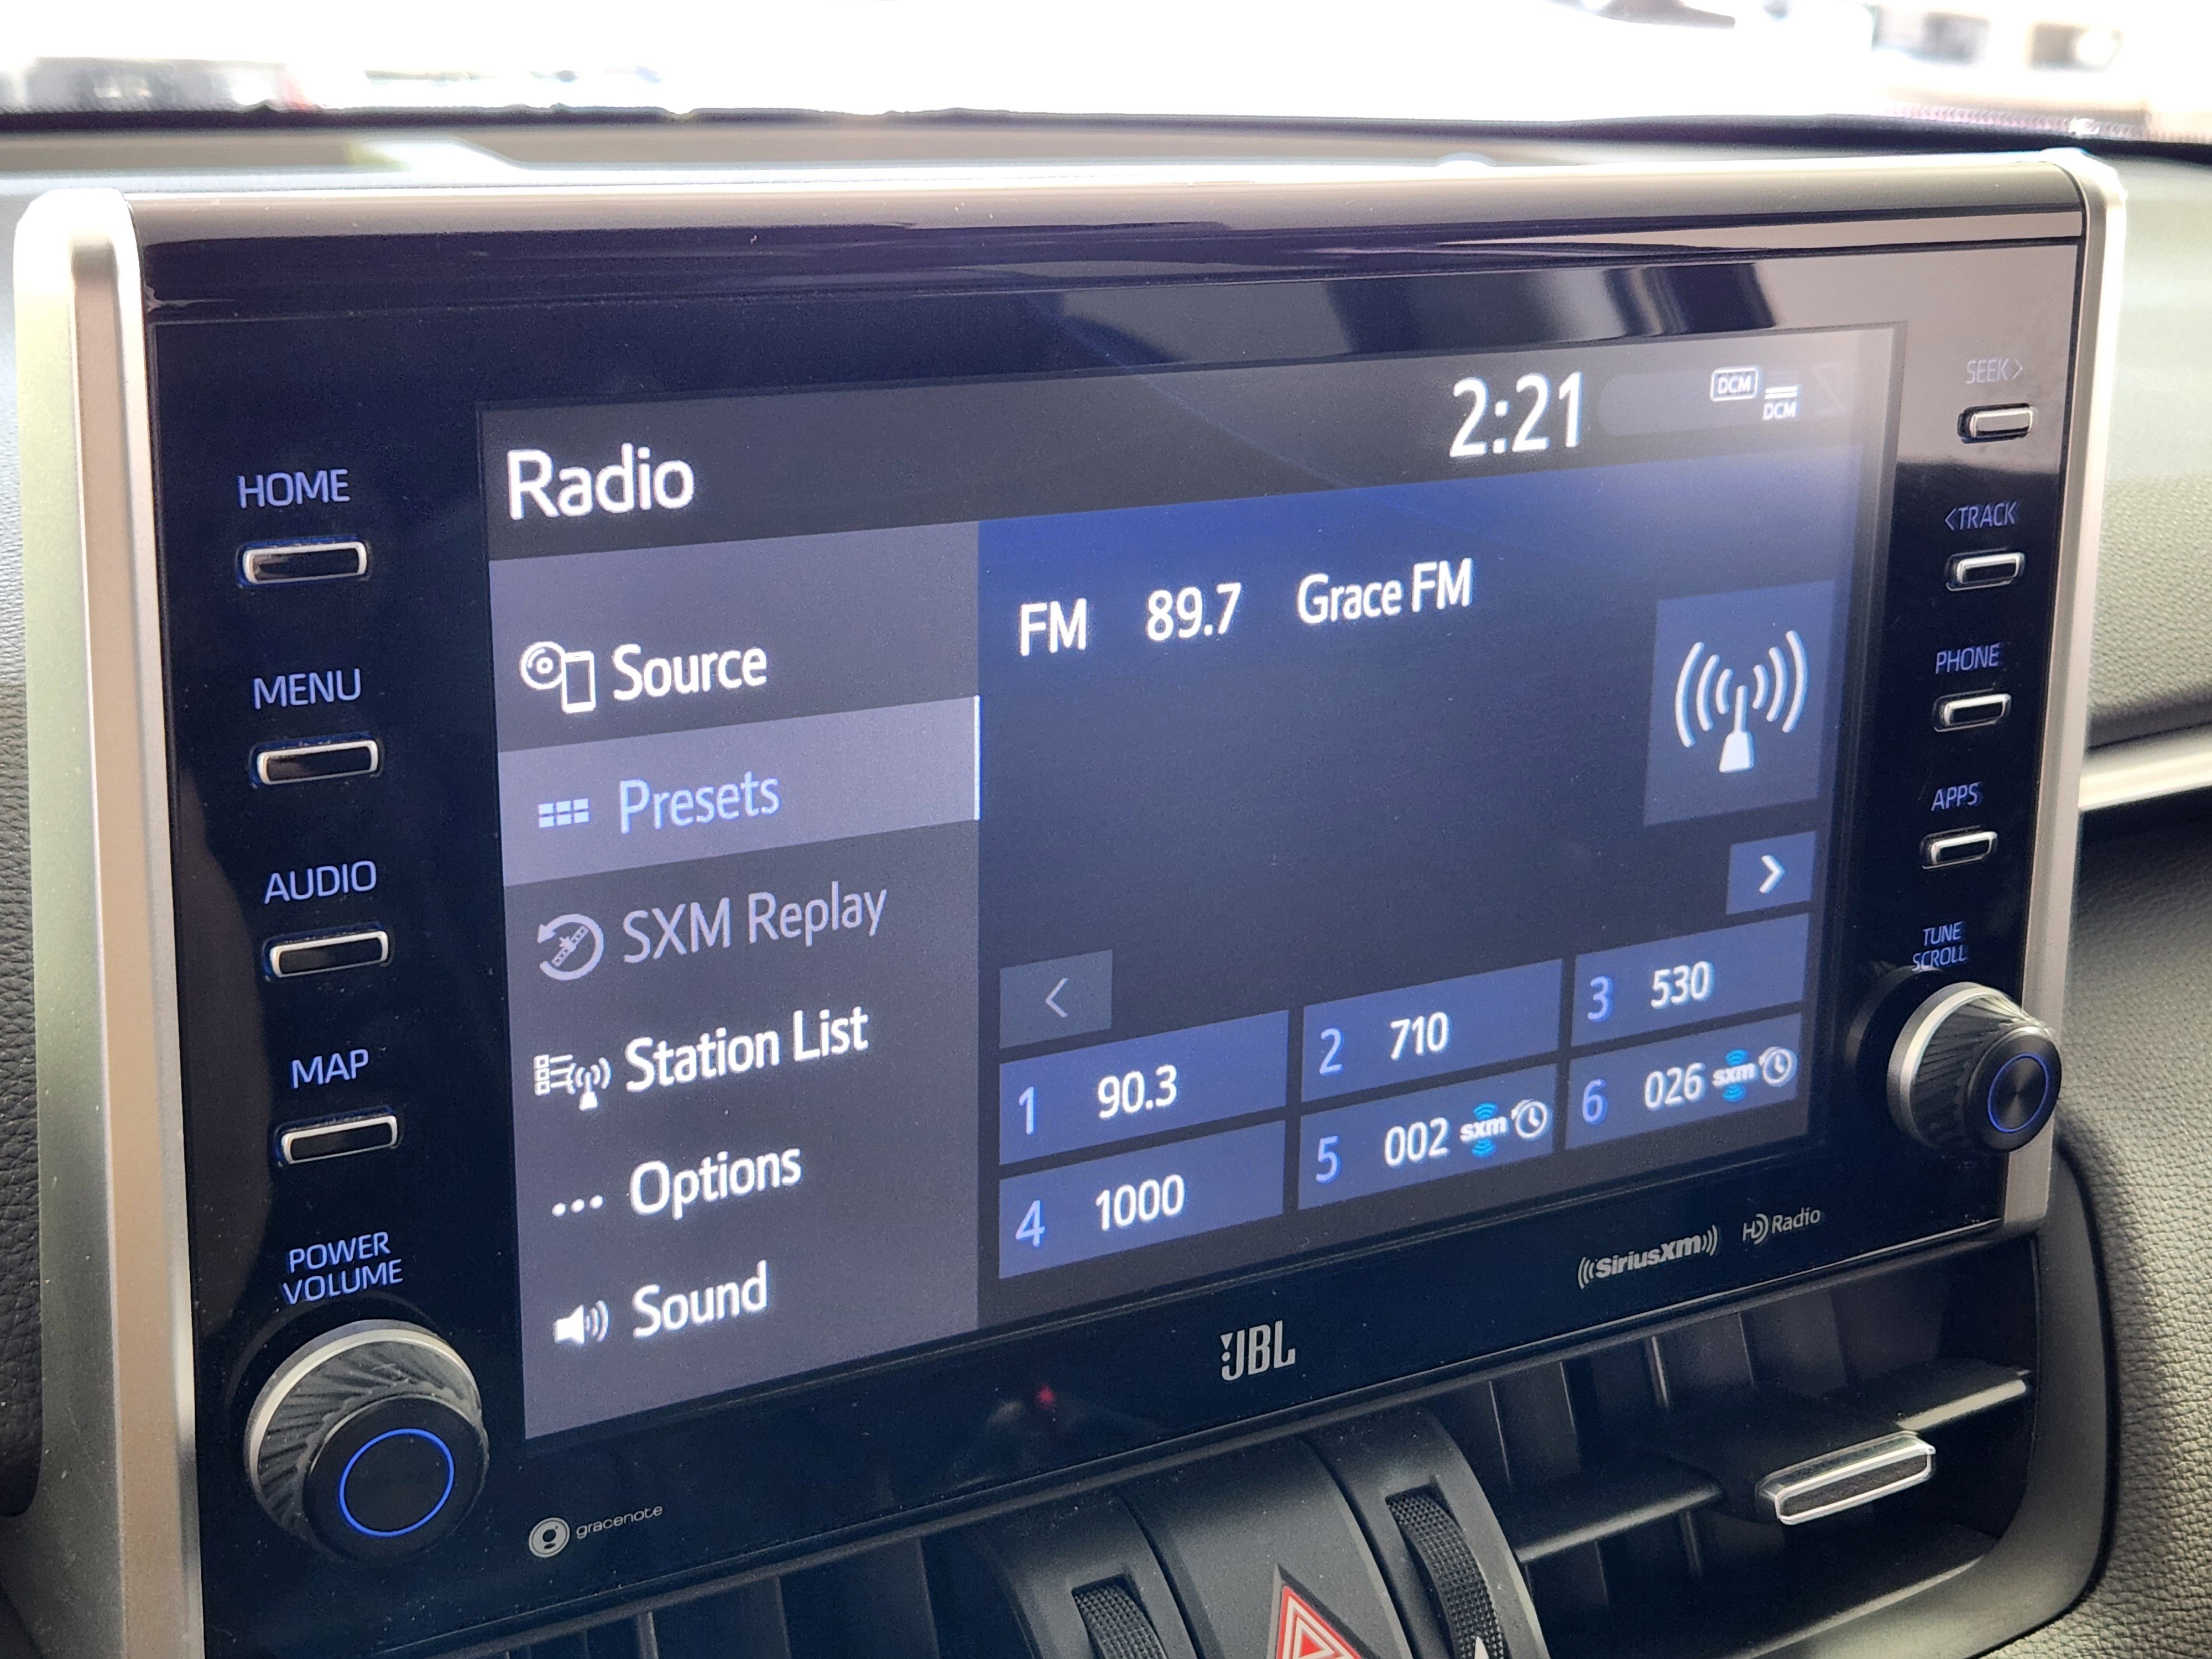 Radio
2:21
DCM
DCM
HOME
MENU
AUDIO
MAP
POWER
VOLUME
Source
Presets
SXM Replay
Station List
Options
Sound
FM 89.7 Grace FM
1 90.3
2 710
3 530
4 1000
5 002 sxm
6 026 sxm
SEEK>
<TRACK
PHONE
APPS
TUNE
SCROLL
gracenote
JBL
SiriusXM
HD Radio